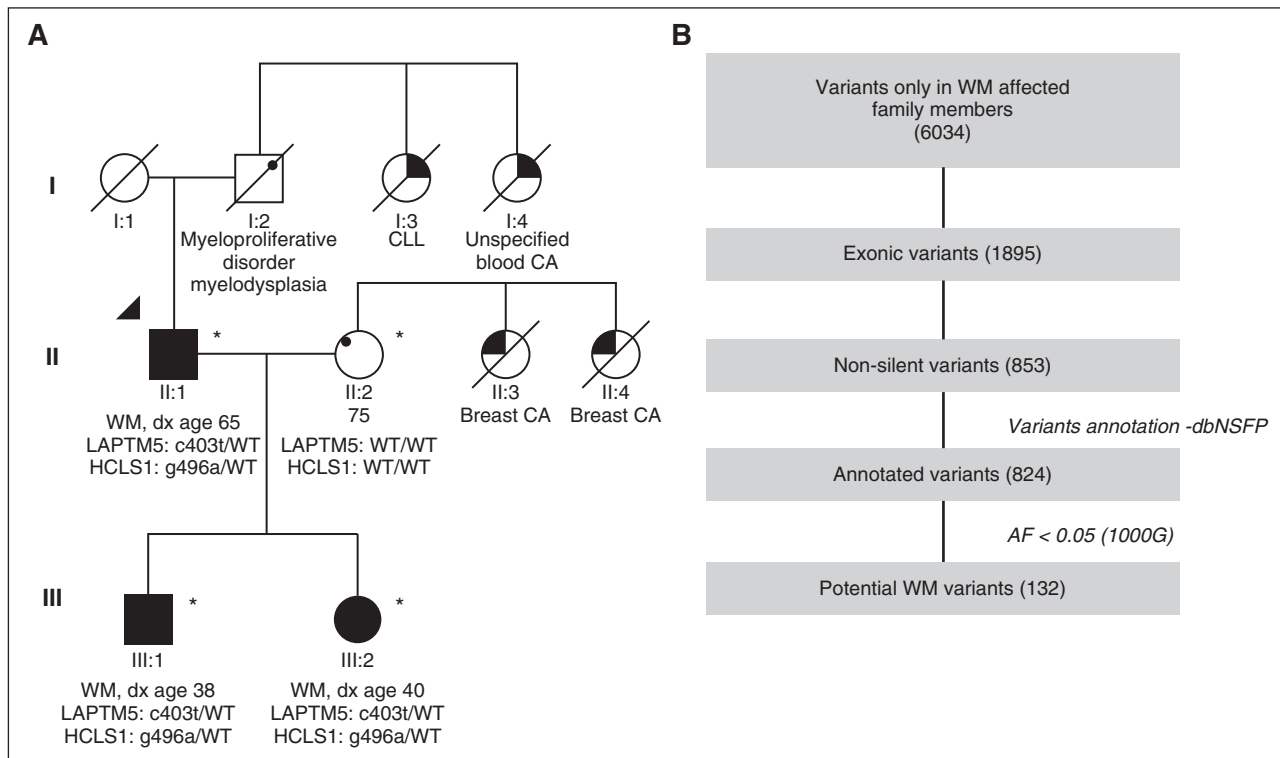 A
I
I:1
I:2
Myeloproliferative
disorder
myelodysplasia
I:3
CLL
I:4
Unspecified
blood CA
II
*
II:1
WM, dx age 65
LAPTM5: c403t/WT
HCLS1: g496a/WT
*
II:2
75
LAPTM5: WT/WT
HCLS1: WT/WT
II:3
Breast CA
II:4
Breast CA
III
*
III:1
WM, dx age 38
LAPTM5: c403t/WT
HCLS1: g496a/WT
*
III:2
WM, dx age 40
LAPTM5: c403t/WT
HCLS1: g496a/WT
B
Variants only in WM affected
family members
(6034)
Exonic variants (1895)
Non-silent variants (853)
Variants annotation -dbNSFP
Annotated variants (824)
AF < 0.05 (1000G)
Potential WM variants (132)